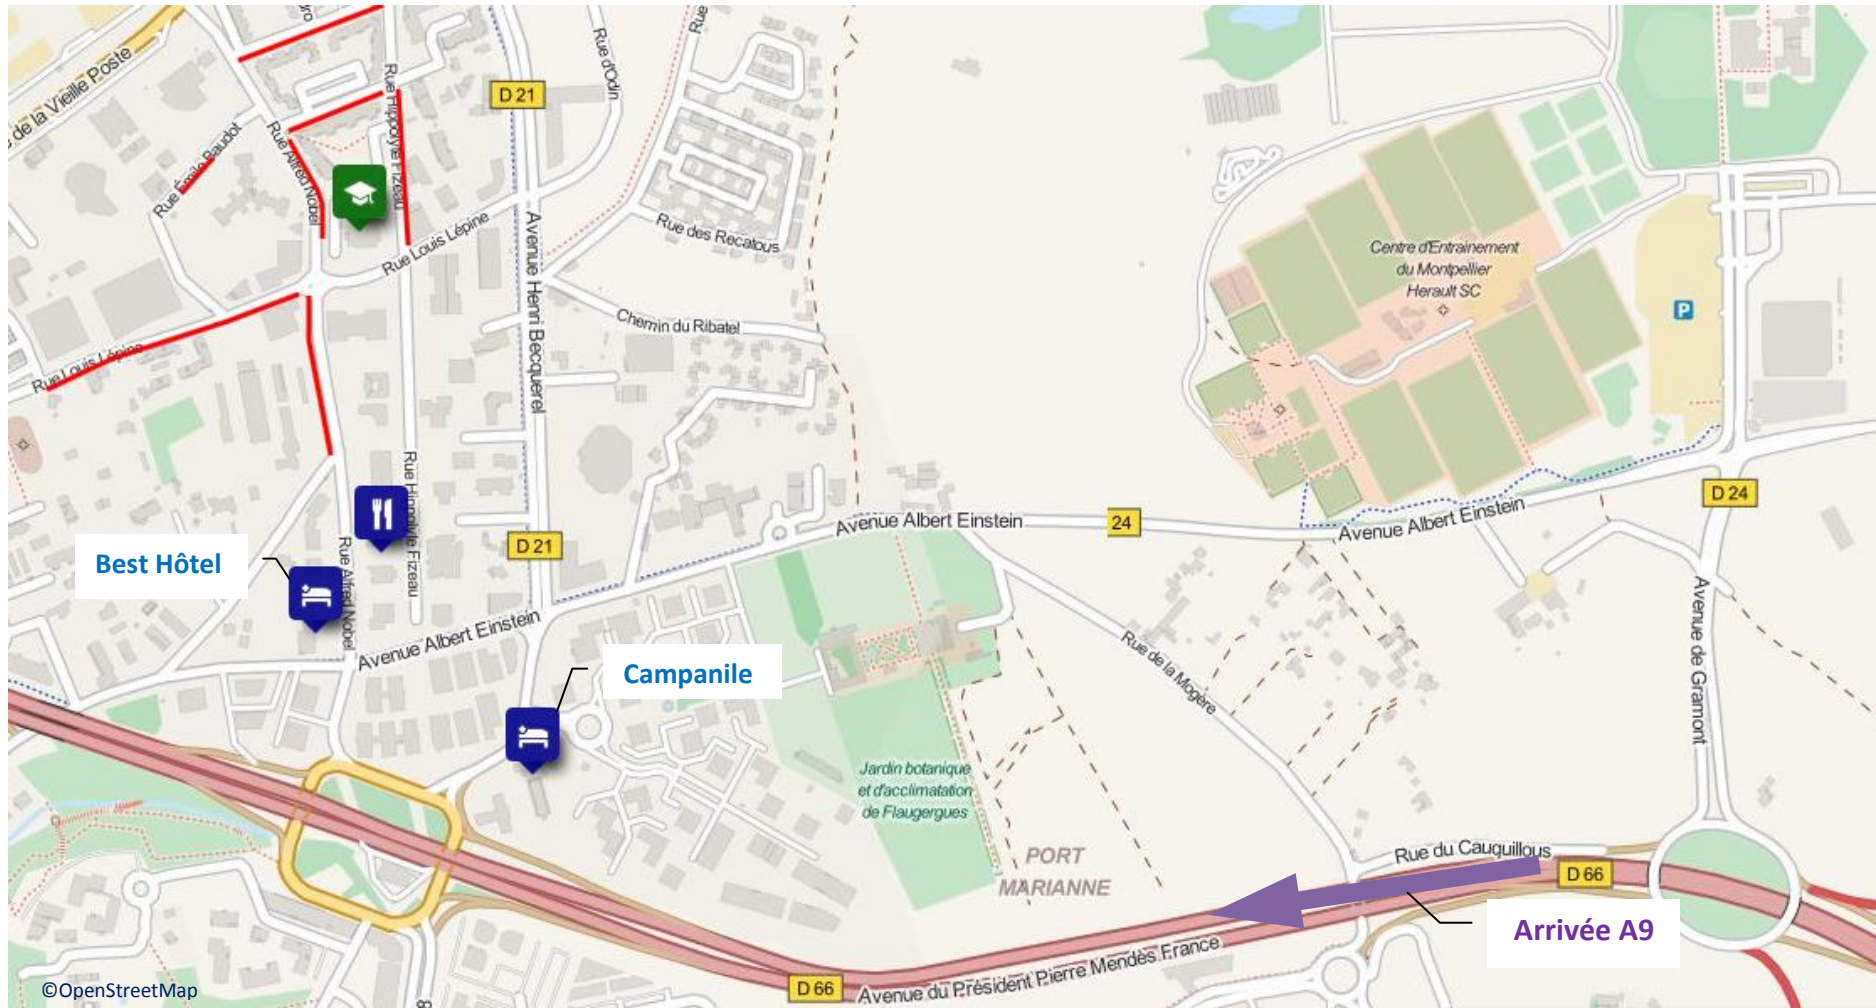 de la Vieille Poste
Rue Émile Baudot
Rue Alfred Nobel
Rue Hippolyte Fizeau
D 21
Rue d'Odin
Rue
Rue Louis Lépine
Avenue Henri Becquerel
Rue des Recatous
Chemin du Ribatel
Rue Louis Lépine
Centre d'Entrainement
du Montpellier
Herault SC
P
Rue Hippolyte Fizeau
D 21
Avenue Albert Einstein
24
Avenue Albert Einstein
D 24
Best Hôtel
Rue Alfred Nobel
Avenue Albert Einstein
Campanile
Rue de la Mogère
Avenue de Gramont
Jardin botanique
et d'acclimatation
de Flaugergues
PORT
MARIANNE
Rue du Cauquillous
D 66
Arrivée A9
D 66
Avenue du Président Pierre Mendès France
©OpenStreetMap